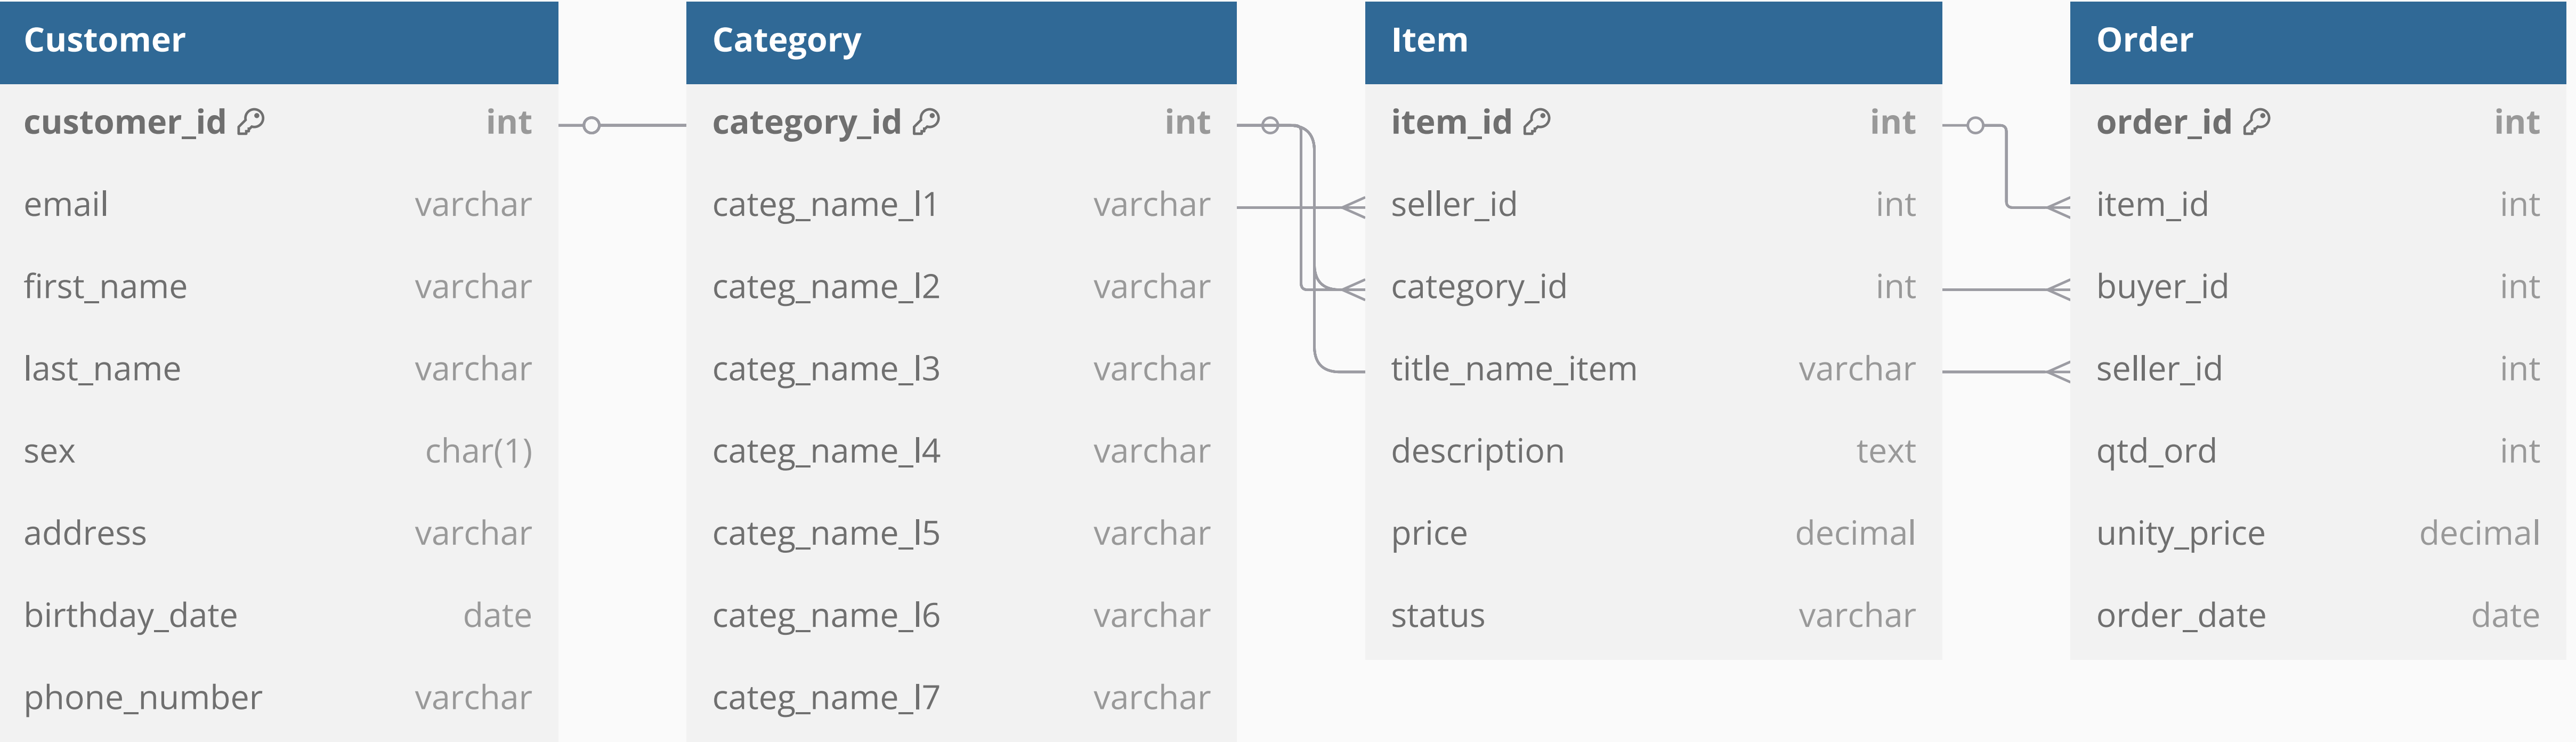 Customer
customer_id int
email varchar
first_name varchar
last_name varchar
sex char(1)
address varchar
birthday_date date
phone_number varchar
Category
category_id int
categ_name_l1 varchar
categ_name_l2 varchar
categ_name_l3 varchar
categ_name_l4 varchar
categ_name_l5 varchar
categ_name_l6 varchar
categ_name_l7 varchar
Item
item_id int
seller_id int
category_id int
title_name_item varchar
description text
price decimal
status varchar
Order
order_id int
item_id int
buyer_id int
seller_id int
qtd_ord int
unity_price decimal
order_date date